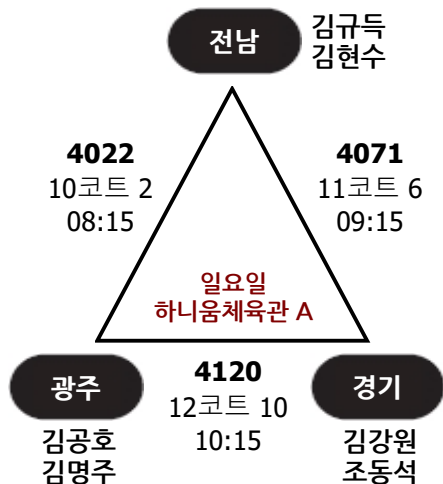 전남
김규득
김현수
4022
10코트 2
08:15
4071
11코트 6
09:15
일요일
하니움체육관 A
광주
김공호
김명주
4120
12코트 10
10:15
경기
김강원
조동석